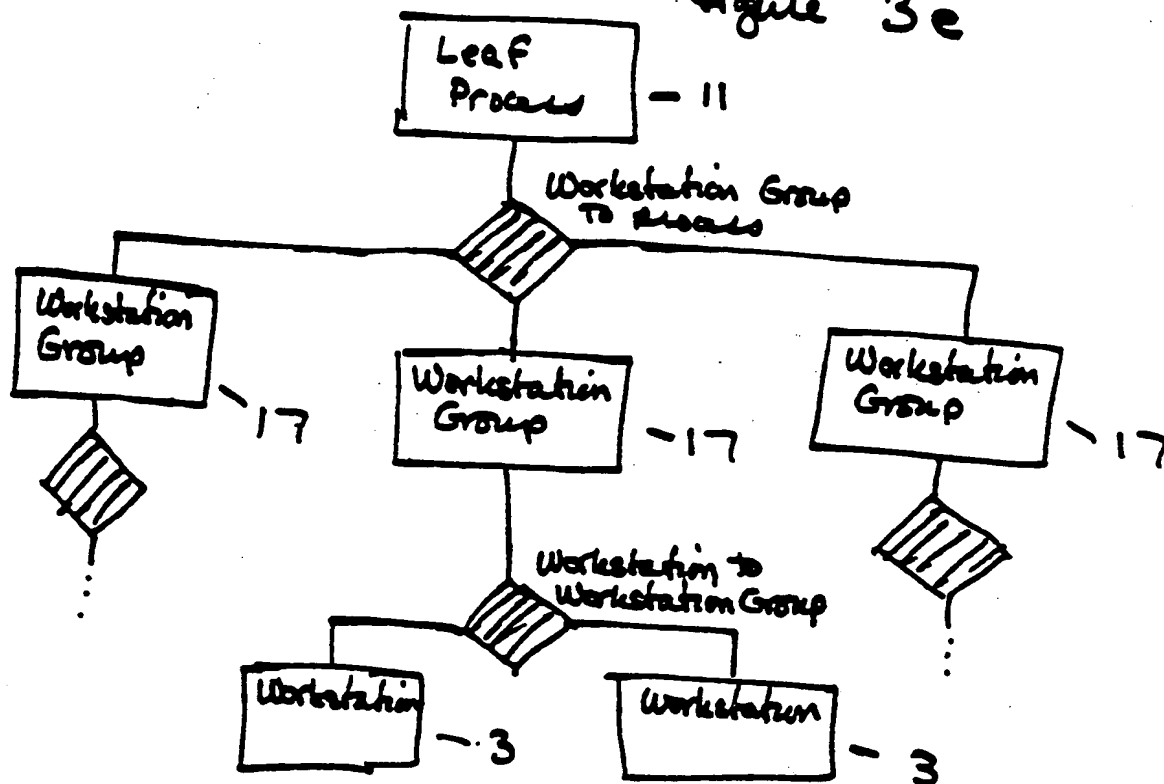 Figure 3e
Leaf
Process
- 11
Workstation Group
To Process
Workstation
Group
- 17
Workstation
Group
- 17
Workstation
Group
- 17
Workstation to
Workstation Group
Workstation
- 3
Workstation
- 3